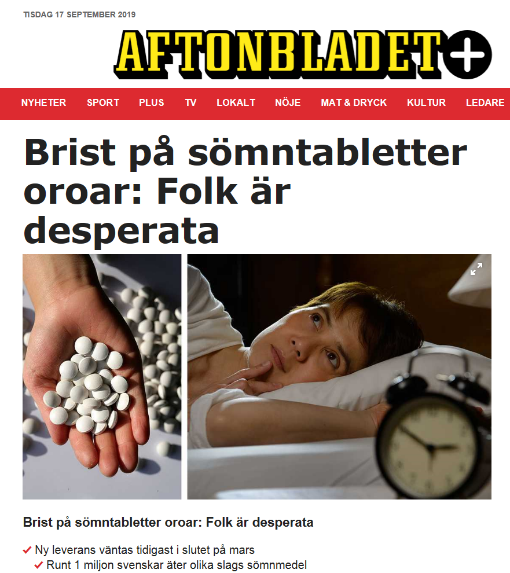 TISDAG 17 SEPTEMBER 2019
AFTONBLADET+
NYHETER SPORT PLUS TV LOKALT NÖJE MAT & DRYCK KULTUR LEDARE
Brist på sömntabletter
oroar: Folk är
desperata
Brist på sömntabletter oroar: Folk är desperata
Ny leverans väntas tidigast i slutet på mars
Runt 1 miljon svenskar äter olika slags sömnmedel